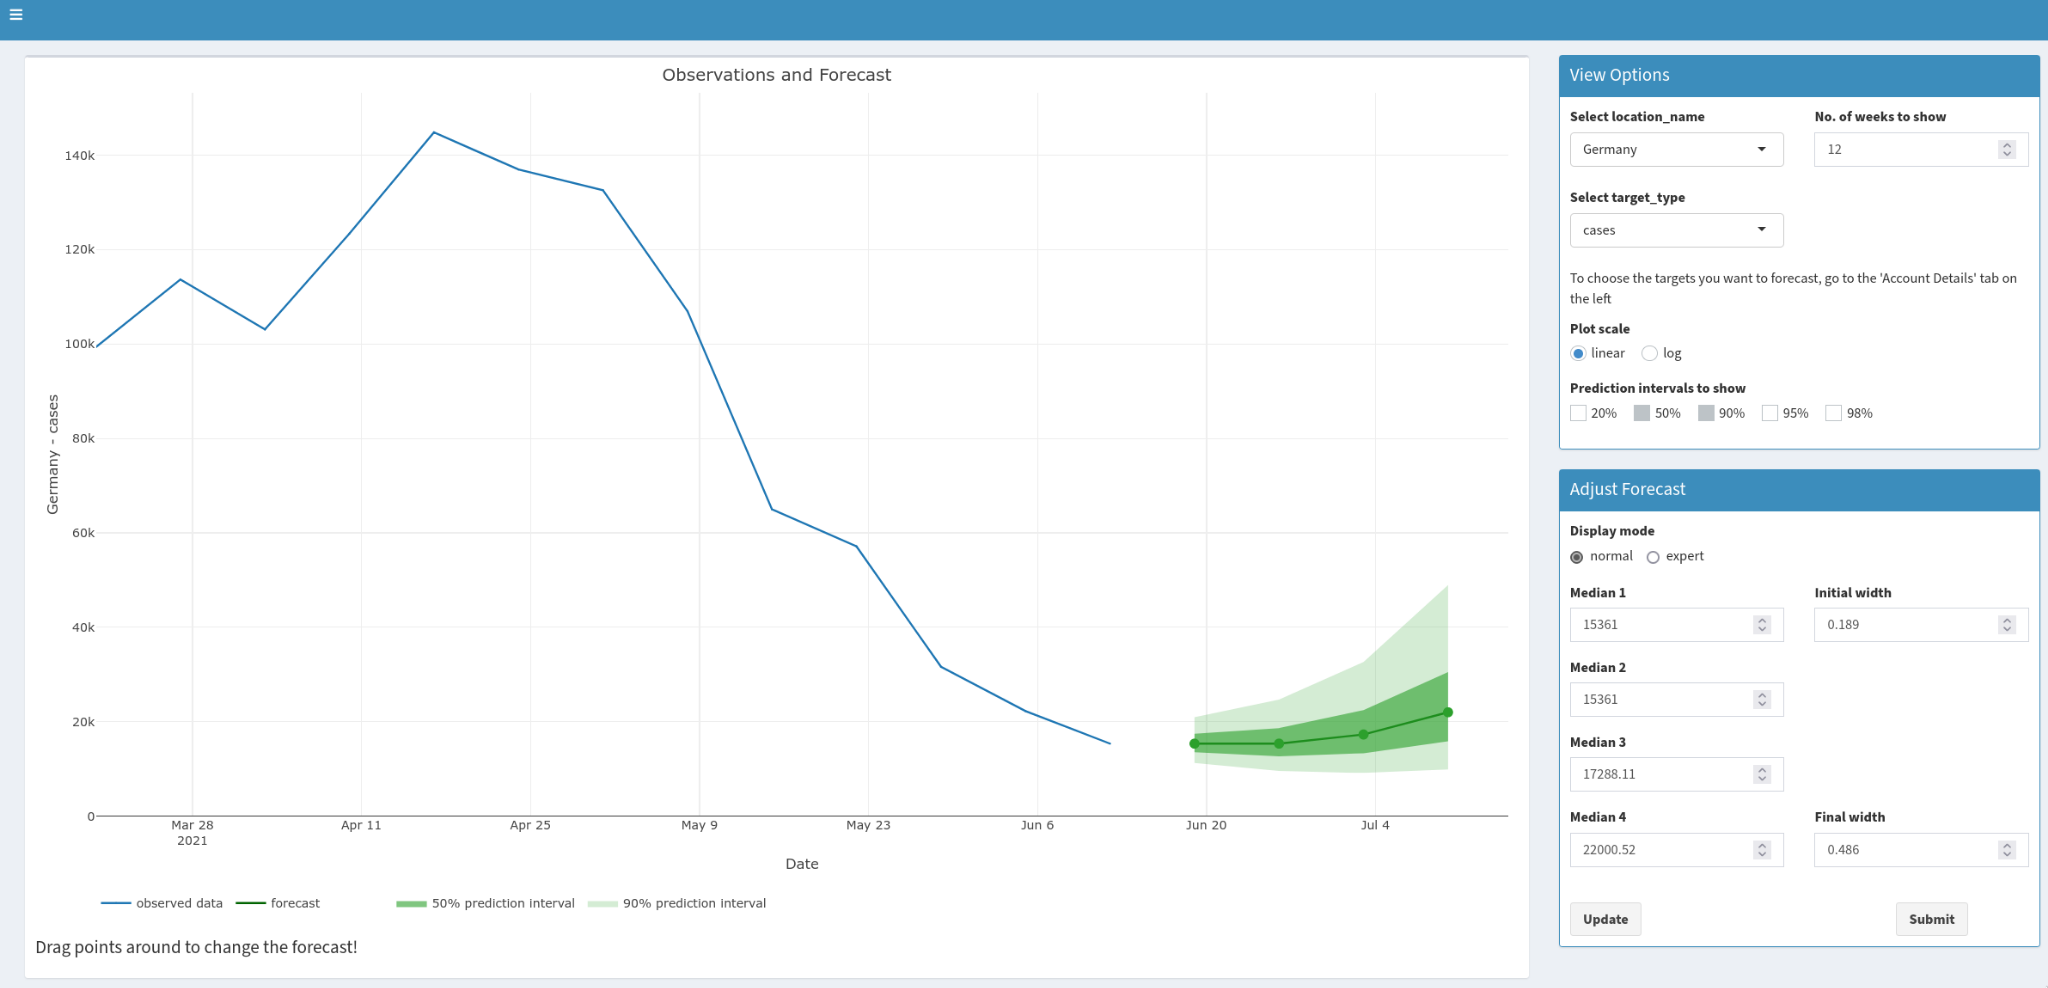 Observations and Forecast
140k
120k
100k
80k
60k
40k
20k
0
Germany - cases
Mar 28
2021
Apr 11
Apr 25
May 9
May 23
Jun 6
Jun 20
Jul 4
Date
observed data
forecast
50% prediction interval
90% prediction interval
Drag points around to change the forecast!
View Options
Select location_name
No. of weeks to show
Germany
12
Select target_type
cases
To choose the targets you want to forecast, go to the 'Account Details' tab on
the left
Plot scale
linear
log
Prediction intervals to show
20%
50%
90%
95%
98%
Adjust Forecast
Display mode
normal
expert
Median 1
Initial width
15361
0.189
Median 2
15361
Median 3
17288.11
Median 4
Final width
22000.52
0.486
Update
Submit